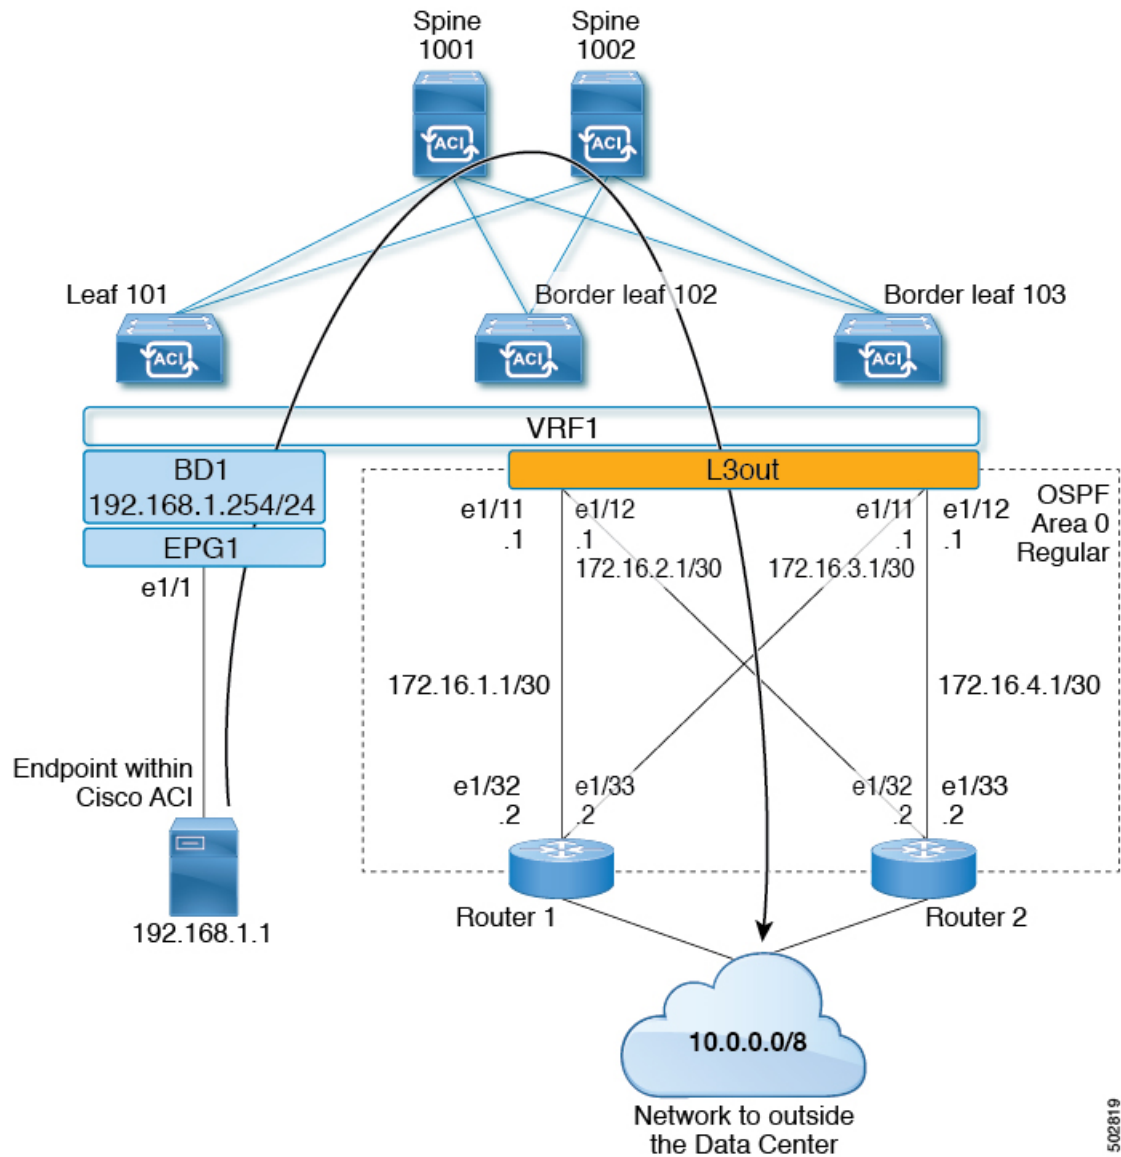 Spine
1001
Spine
1002
ACI
ACI
Leaf 101
Border leaf 102
Border leaf 103
ACI
ACI
ACI
VRF1
BD1
192.168.1.254/24
EPG1
L3out
OSPF
Area 0
Regular
e1/11
.1
e1/12
.1
e1/11
.1
e1/12
.1
e1/1
172.16.2.1/30
172.16.3.1/30
172.16.1.1/30
172.16.4.1/30
Endpoint within
Cisco ACI
e1/32
.2
e1/33
.2
e1/32
.2
e1/33
.2
192.168.1.1
Router 1
Router 2
10.0.0.0/8
Network to outside
the Data Center
502819